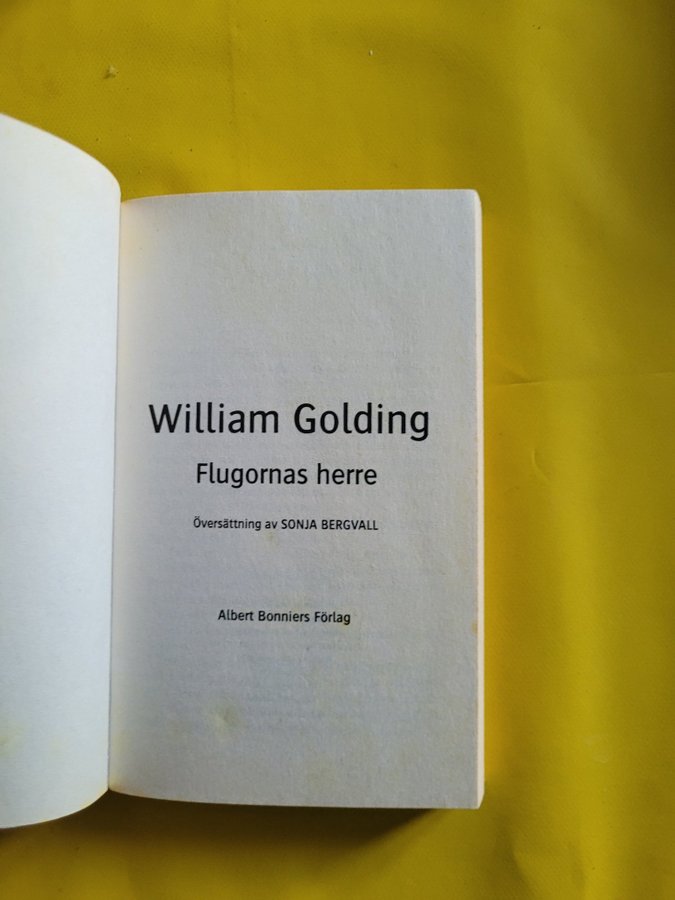 William Golding
Flugornas herre
Översättning av SONJA BERGVALL
Albert Bonniers Förlag